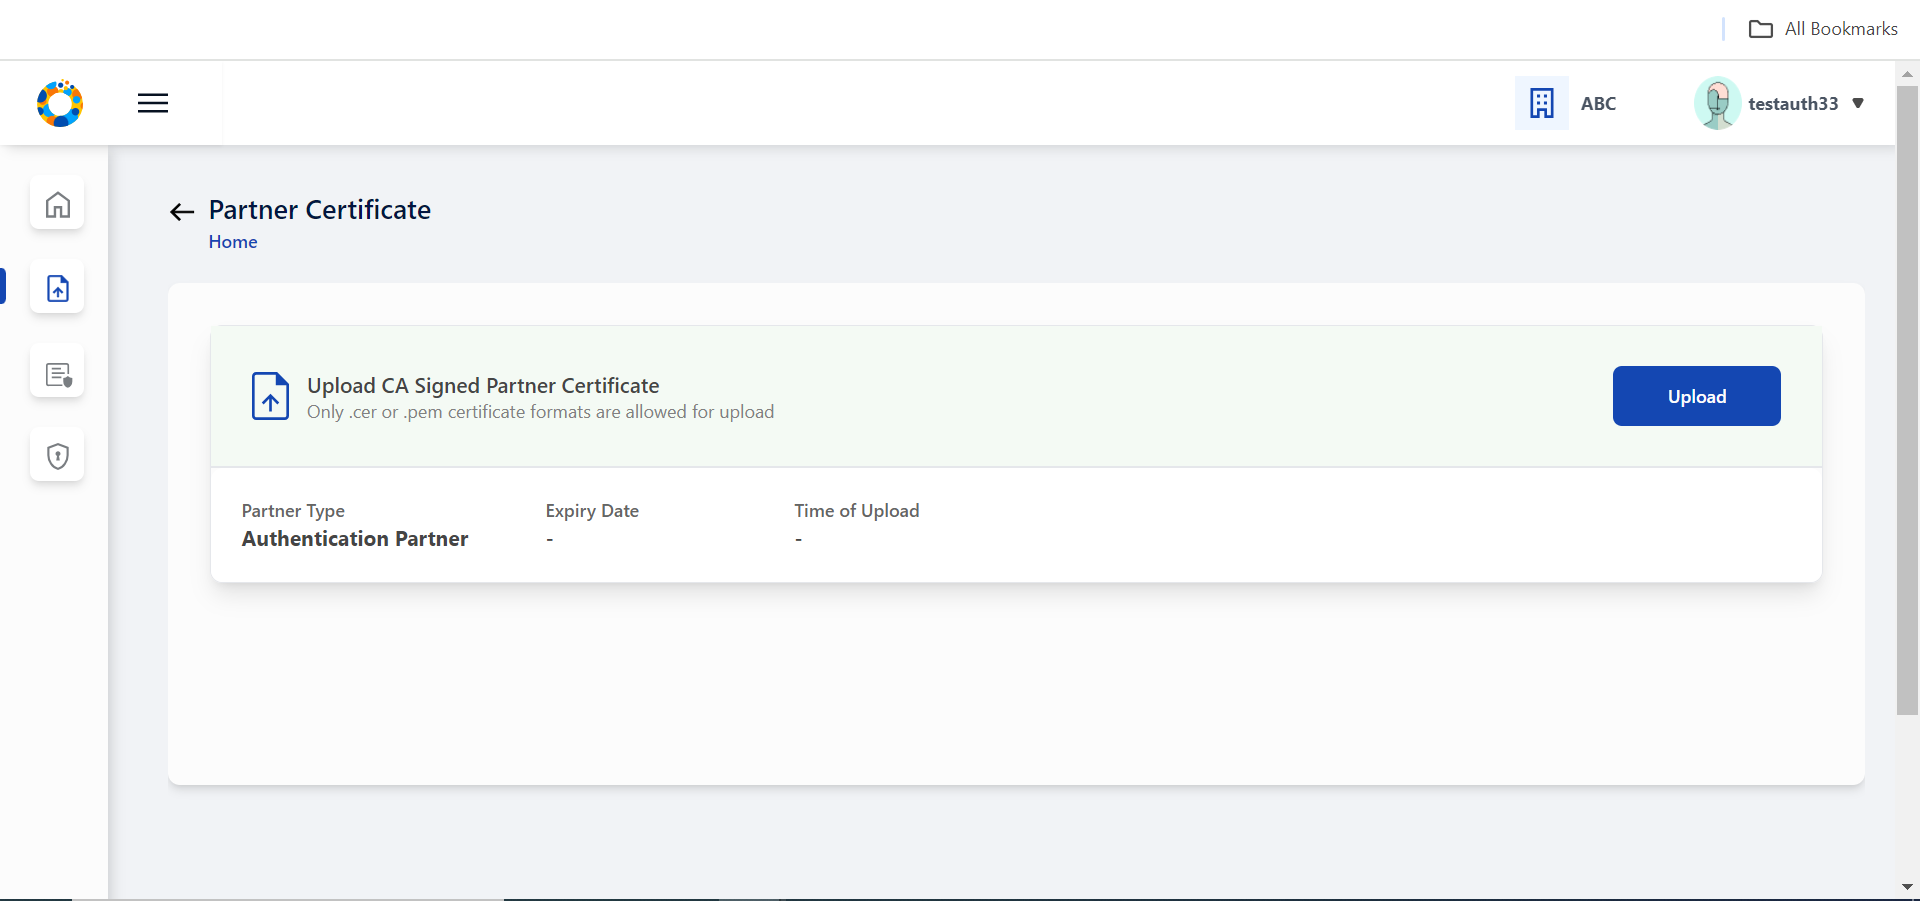 All Bookmarks
ABC
testauth33
Partner Certificate
Home
Upload CA Signed Partner Certificate
Only .cer or .pem certificate formats are allowed for upload
Upload
Partner Type
Authentication Partner
Expiry Date
-
Time of Upload
-